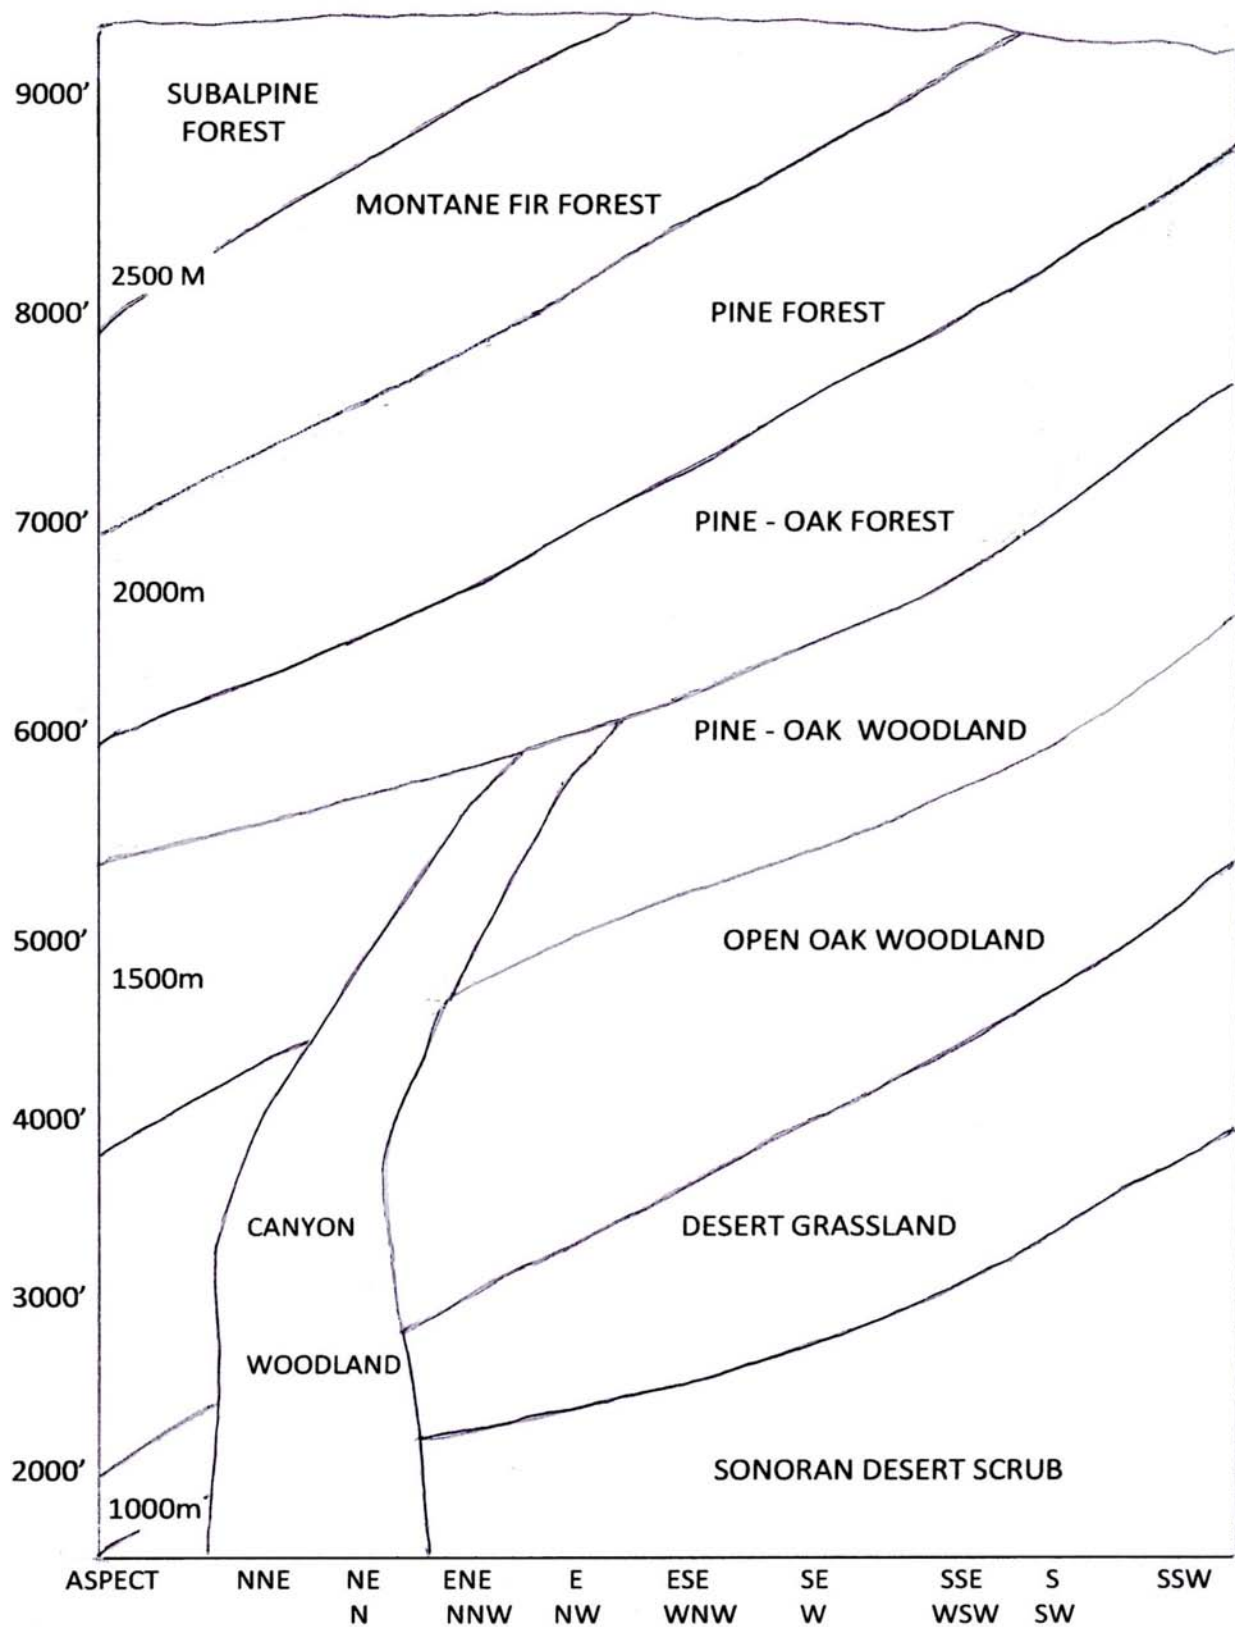 9000’
SUBALPINE
FOREST
MONTANE FIR FOREST
2500 M
8000’
PINE FOREST
7000’
PINE - OAK FOREST
2000m
6000’
PINE - OAK WOODLAND
5000’
OPEN OAK WOODLAND
1500m
4000’
CANYON
DESERT GRASSLAND
3000’
WOODLAND
2000’
SONORAN DESERT SCRUB
1000m
ASPECT NNE NE ENE E ESE SE SSE S SSW
N NNW NW WNW W WSW SW